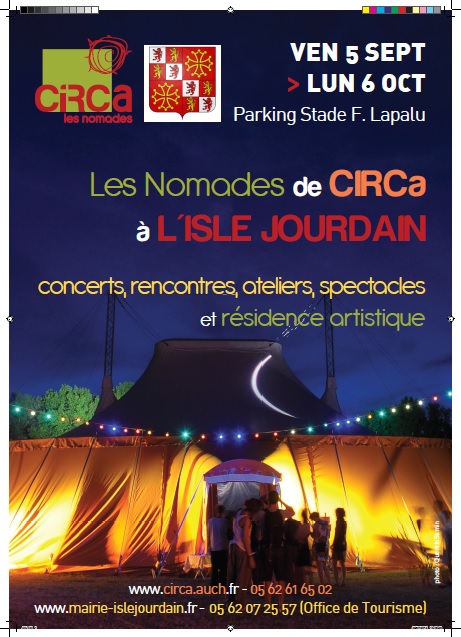 CiRCa
les nomades
VEN 5 SEPT
> LUN 6 OCT
Parking Stade F. Lapalu
Les Nomades de CIRCa
à L'ISLE JOURDAIN
concerts, rencontres, ateliers, spectacles
et résidence artistique
www.circa.auch.fr - 05 62 61 65 02
www.mairie-islejourdain.fr - 05 62 07 25 57 (Office de Tourisme)